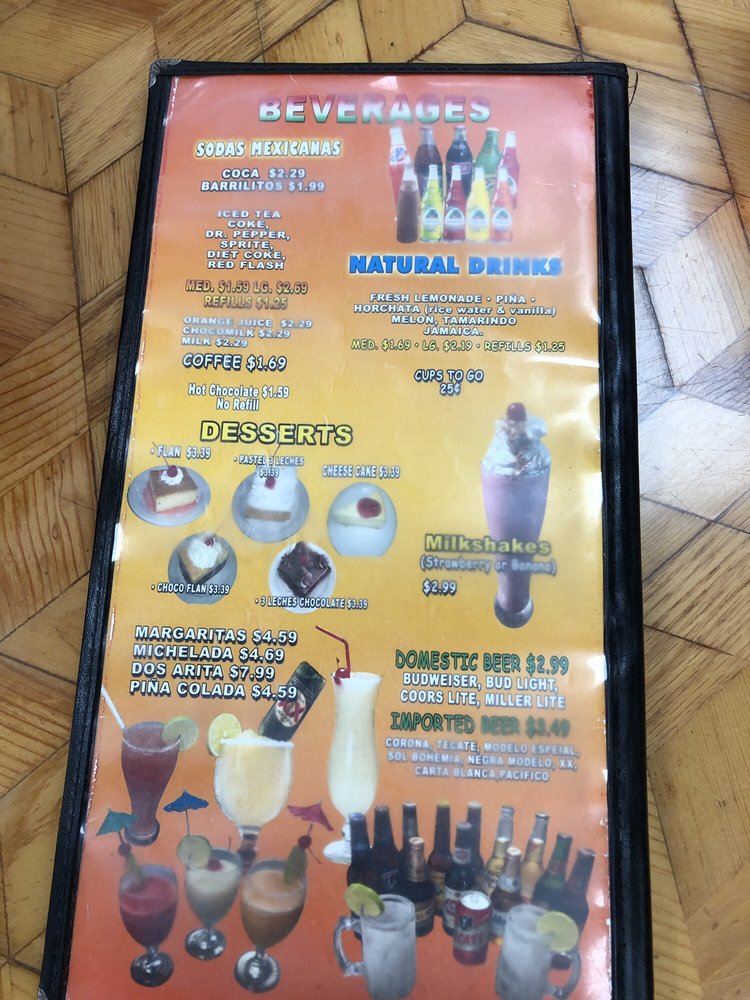 BEVERAGES
SODAS MEXICANAS
COCA $2.29
BARRILITOS $1.99
ICED TEA
COKE,
DR. PEPPER,
SPRITE,
DIET COKE,
RED FLASH
MED. $1.59 LG. $2.69
REFILLS $1.25
ORANGE JUICE $2.29
CHOCOMILK $2.29
MILK $2.29
COFFEE $1.69
Hot Chocolate $1.59
No Refill
NATURAL DRINKS
FRESH LEMONADE • PIÑA •
HORCHATA (rice water & vanilla)
MELON, TAMARINDO
JAMAICA.
MED. $1.69 • LG. $2.19 • REFILLS $1.25
CUPS TO GO
25¢
DESSERTS
• FLAN $3.39
• PASTEL 3 LECHES
$3.39
CHEESE CAKE $3.39
• CHOCO FLAN $3.39
• 3 LECHES CHOCOLATE $3.39
Milkshakes
(Strawberry or Banana)
$2.99
MARGARITAS $4.59
MICHELADA $4.69
DOS ARITA $7.99
PIÑA COLADA $4.59
XX
DOMESTIC BEER $2.99
BUDWEISER, BUD LIGHT,
COORS LITE, MILLER LITE
IMPORTED BEER $3.49
CORONA, TECATE, MODELO ESPEIAL,
SOL BOHEMIA, NEGRA MODELO, XX,
CARTA BLANCA,PACIFICO